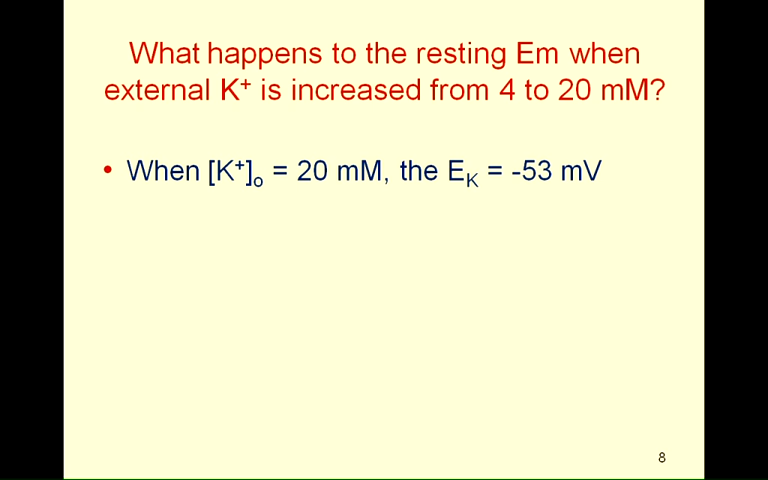 What happens to the resting Em when
external K⁺ is increased from 4 to 20 mM?
• When [K⁺]ₒ = 20 mM, the E_K = -53 mV
8